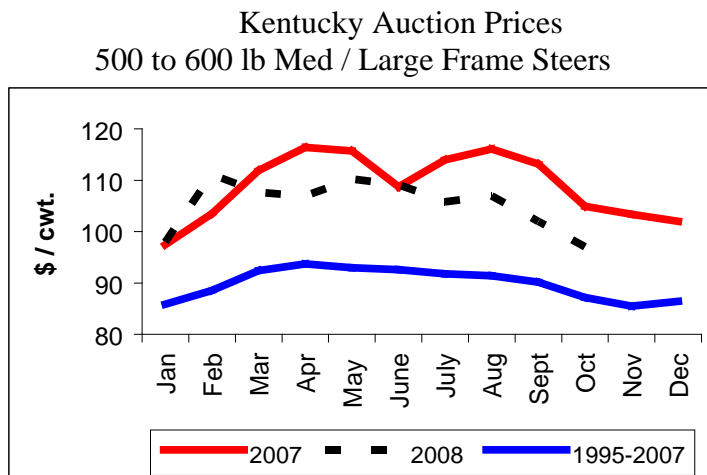 Kentucky Auction Prices
500 to 600 lb Med / Large Frame Steers
$ / cwt.
120
110
100
90
80
Jan
Feb
Mar
Apr
May
June
July
Aug
Sept
Oct
Nov
Dec
2007
2008
1995-2007